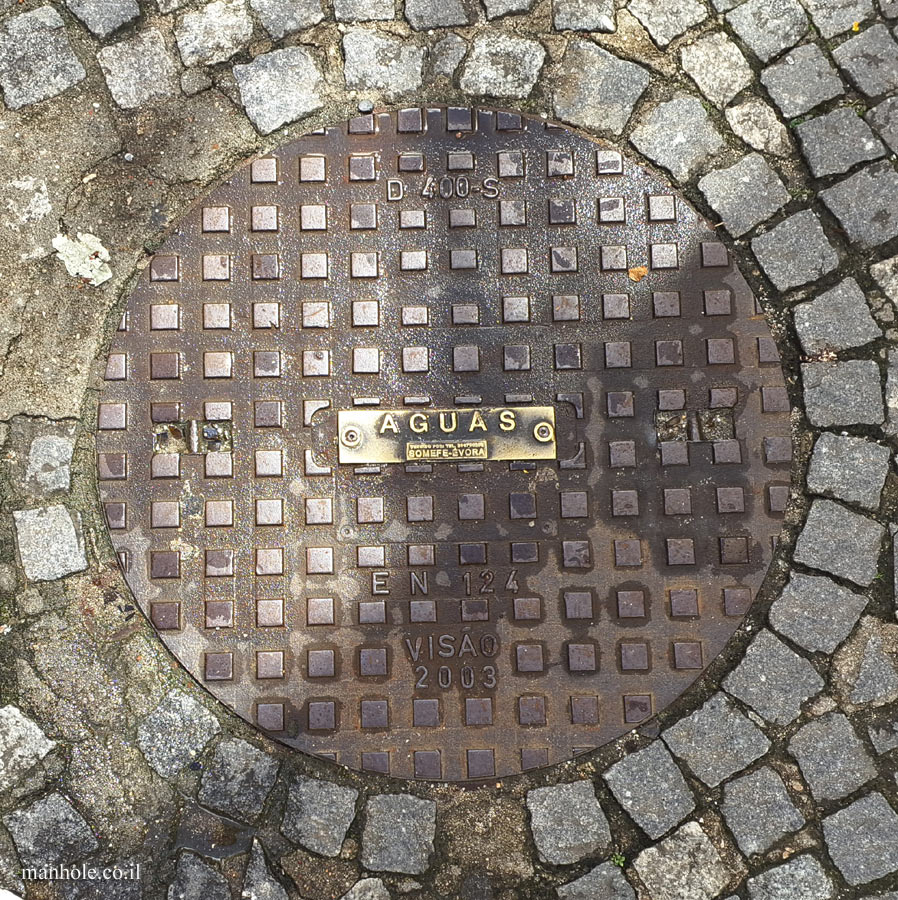 D 400-S
AGUAS
SOMEFE-ÉVORA
EN 124
VISÃO
2003
manhole.co.il